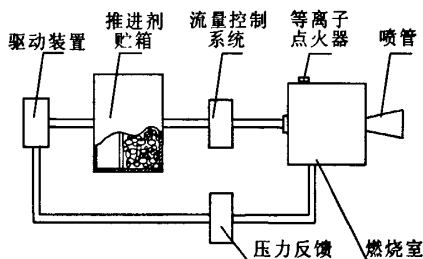 驱动装置
推进剂
贮箱
流量控制
系统
等离子
点火器
喷管
压力反馈
燃烧室